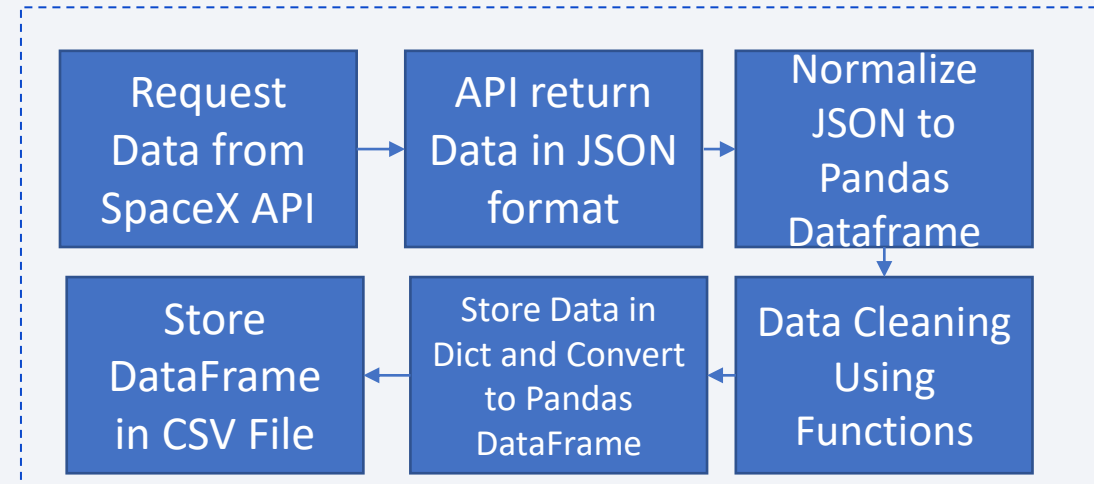 Request
Data from
SpaceX API
API return
Data in JSON
format
Normalize
JSON to
Pandas
Dataframe
Data Cleaning
Using
Functions
Store Data in
Dict and Convert
to Pandas
DataFrame
Store
DataFrame
in CSV File